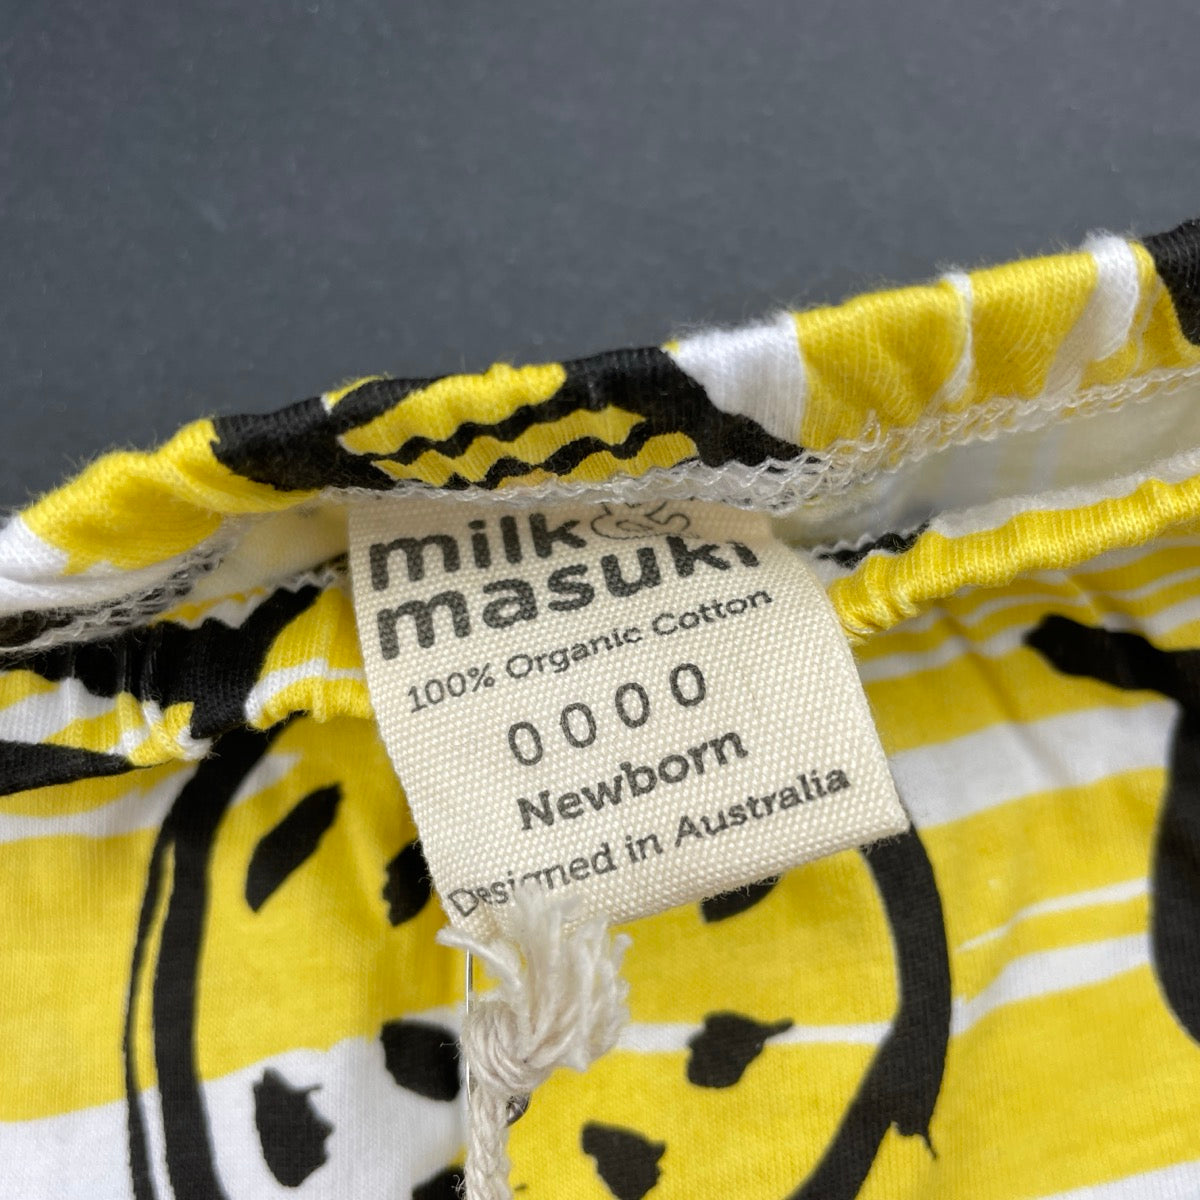 milk &
masuki
100% Organic Cotton
0000
Newborn
Designed in Australia